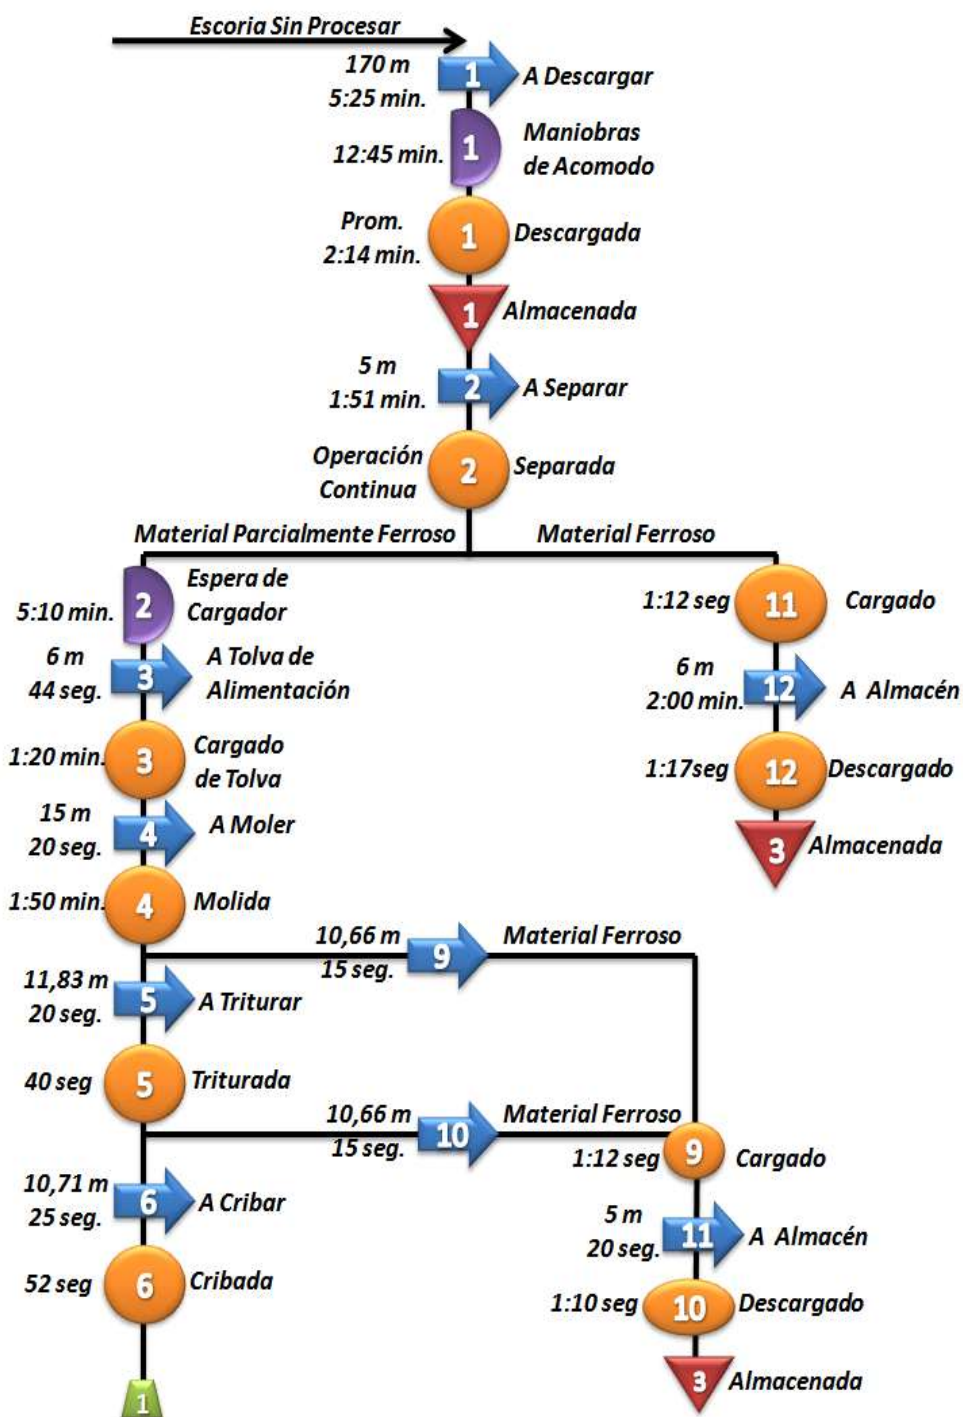 Escoria Sin Procesar
170 m
5:25 min.
1
A Descargar
12:45 min.
1
Maniobras
de Acomodo
Prom.
2:14 min.
1
Descargada
1
Almacenada
5 m
1:51 min.
2
A Separar
Operación
Continua
2
Separada
Material Parcialmente Ferroso
Material Ferroso
5:10 min.
2
Espera de
Cargador
6 m
44 seg.
3
A Tolva de
Alimentación
1:20 min.
3
Cargado
de Tolva
15 m
20 seg.
4
A Moler
1:50 min.
4
Molida
1:12 seg
11
Cargado
6 m
2:00 min.
12
A Almacén
1:17seg
12
Descargado
3
Almacenada
10,66 m
15 seg.
9
Material Ferroso
11,83 m
20 seg.
5
A Triturar
40 seg
5
Triturada
10,66 m
15 seg.
10
Material Ferroso
1:12 seg
9
Cargado
10,71 m
25 seg.
6
A Cribar
5 m
20 seg.
11
A Almacén
52 seg
6
Cribada
1:10 seg
10
Descargado
3
Almacenada
1